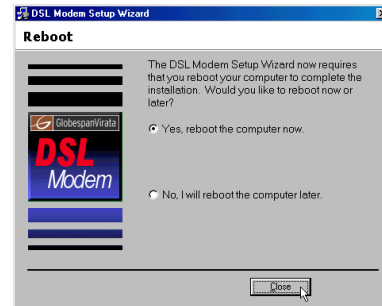 DSL Modem Setup Wizard
Reboot
The DSL Modem Setup Wizard now requires
that you reboot your computer to complete the
installation. Would you like to reboot now or
later?
GlobespanVirata
DSL
Modem
Yes, reboot the computer now.
No, I will reboot the computer later.
Close